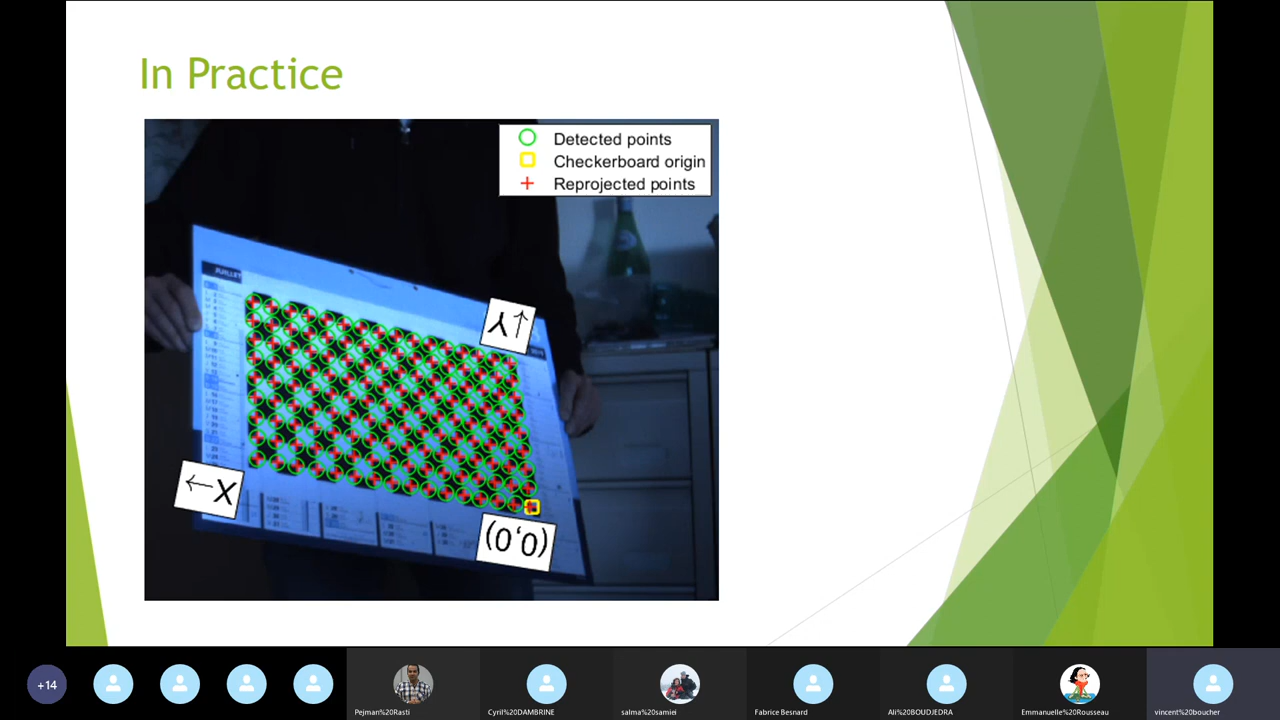 In Practice
Detected points
Checkerboard origin
Reprojected points
JUILLET
Y→
←X
(0,0)
+14
Pejman%20Rasti
Cyril%20DAMBRINE
salma%20samiei
Fabrice Besnard
Ali%20BOUDJEDRA
Emmanuelle%20Rousseau
vincent%20boucher